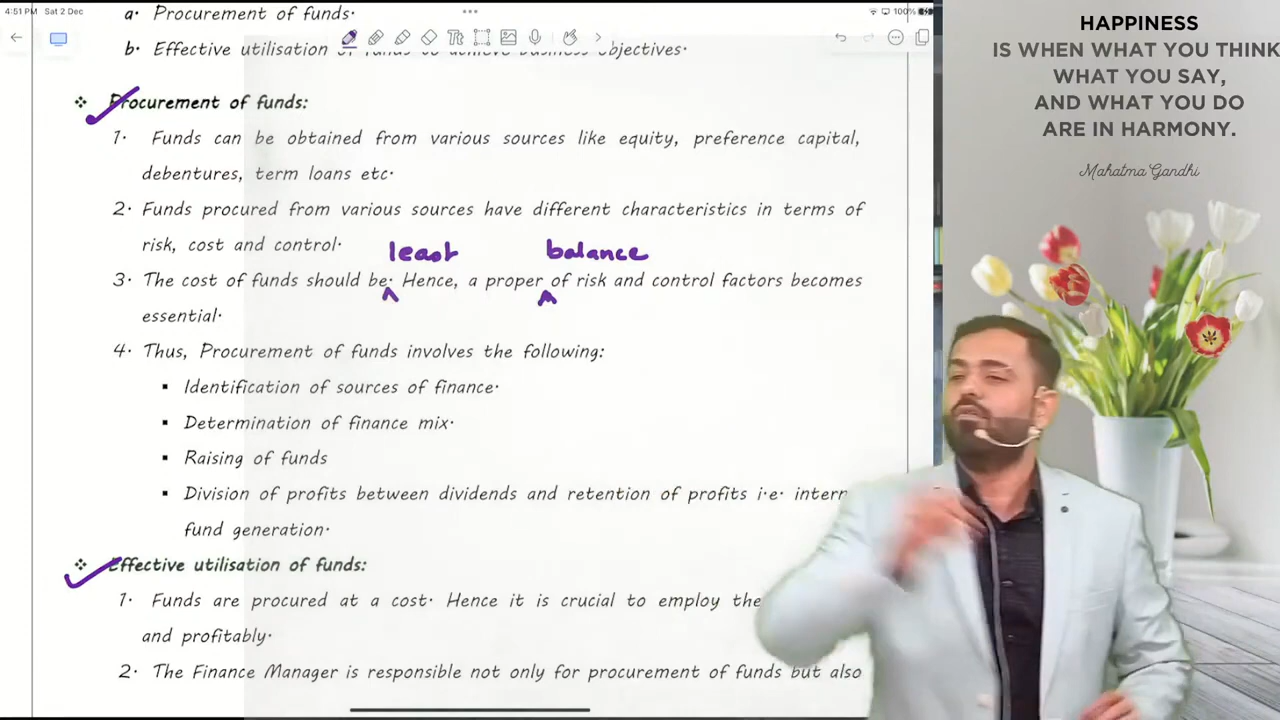 4:51 PM Sat 2 Dec
100%
a. Procurement of funds.
b. Effective utilisation of funds to achieve business objectives.
Procurement of funds:
1. Funds can be obtained from various sources like equity, preference capital,
debentures, term loans etc.
2. Funds procured from various sources have different characteristics in terms of
risk, cost and control.
least balance
3. The cost of funds should be. Hence, a proper of risk and control factors becomes
essential.
4. Thus, Procurement of funds involves the following:
Identification of sources of finance.
Determination of finance mix.
Raising of funds
Division of profits between dividends and retention of profits i.e. intern
fund generation.
Effective utilisation of funds:
1. Funds are procured at a cost. Hence it is crucial to employ the
and profitably.
2. The Finance Manager is responsible not only for procurement of funds but also
HAPPINESS
IS WHEN WHAT YOU THINK
WHAT YOU SAY,
AND WHAT YOU DO
ARE IN HARMONY.
Mahatma Gandhi